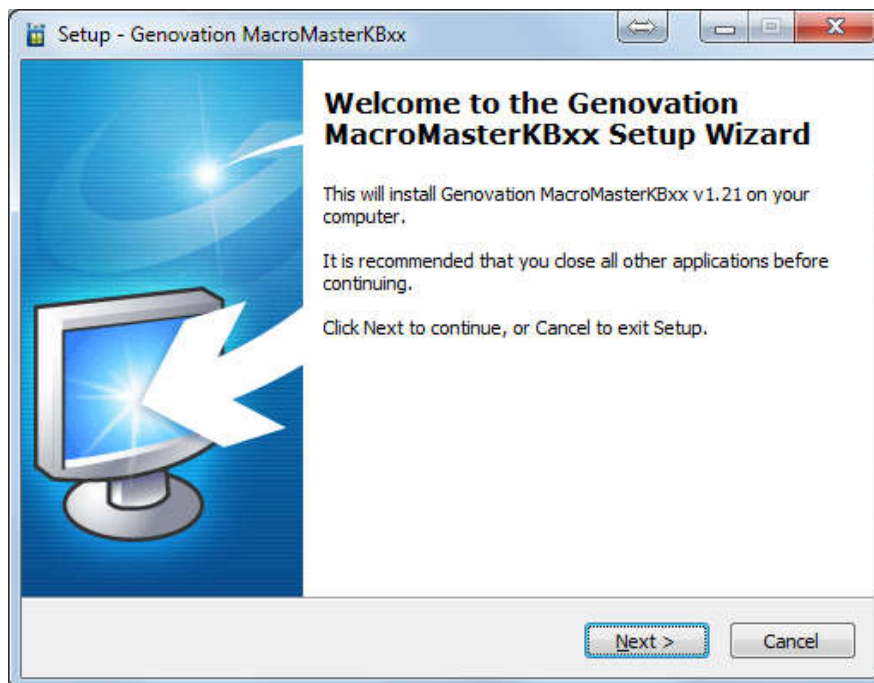 Setup - Genovation MacroMasterKBxx
Welcome to the Genovation
MacroMasterKBxx Setup Wizard
This will install Genovation MacroMasterKBxx v1.21 on your
computer.
It is recommended that you close all other applications before
continuing.
Click Next to continue, or Cancel to exit Setup.
Next >
Cancel